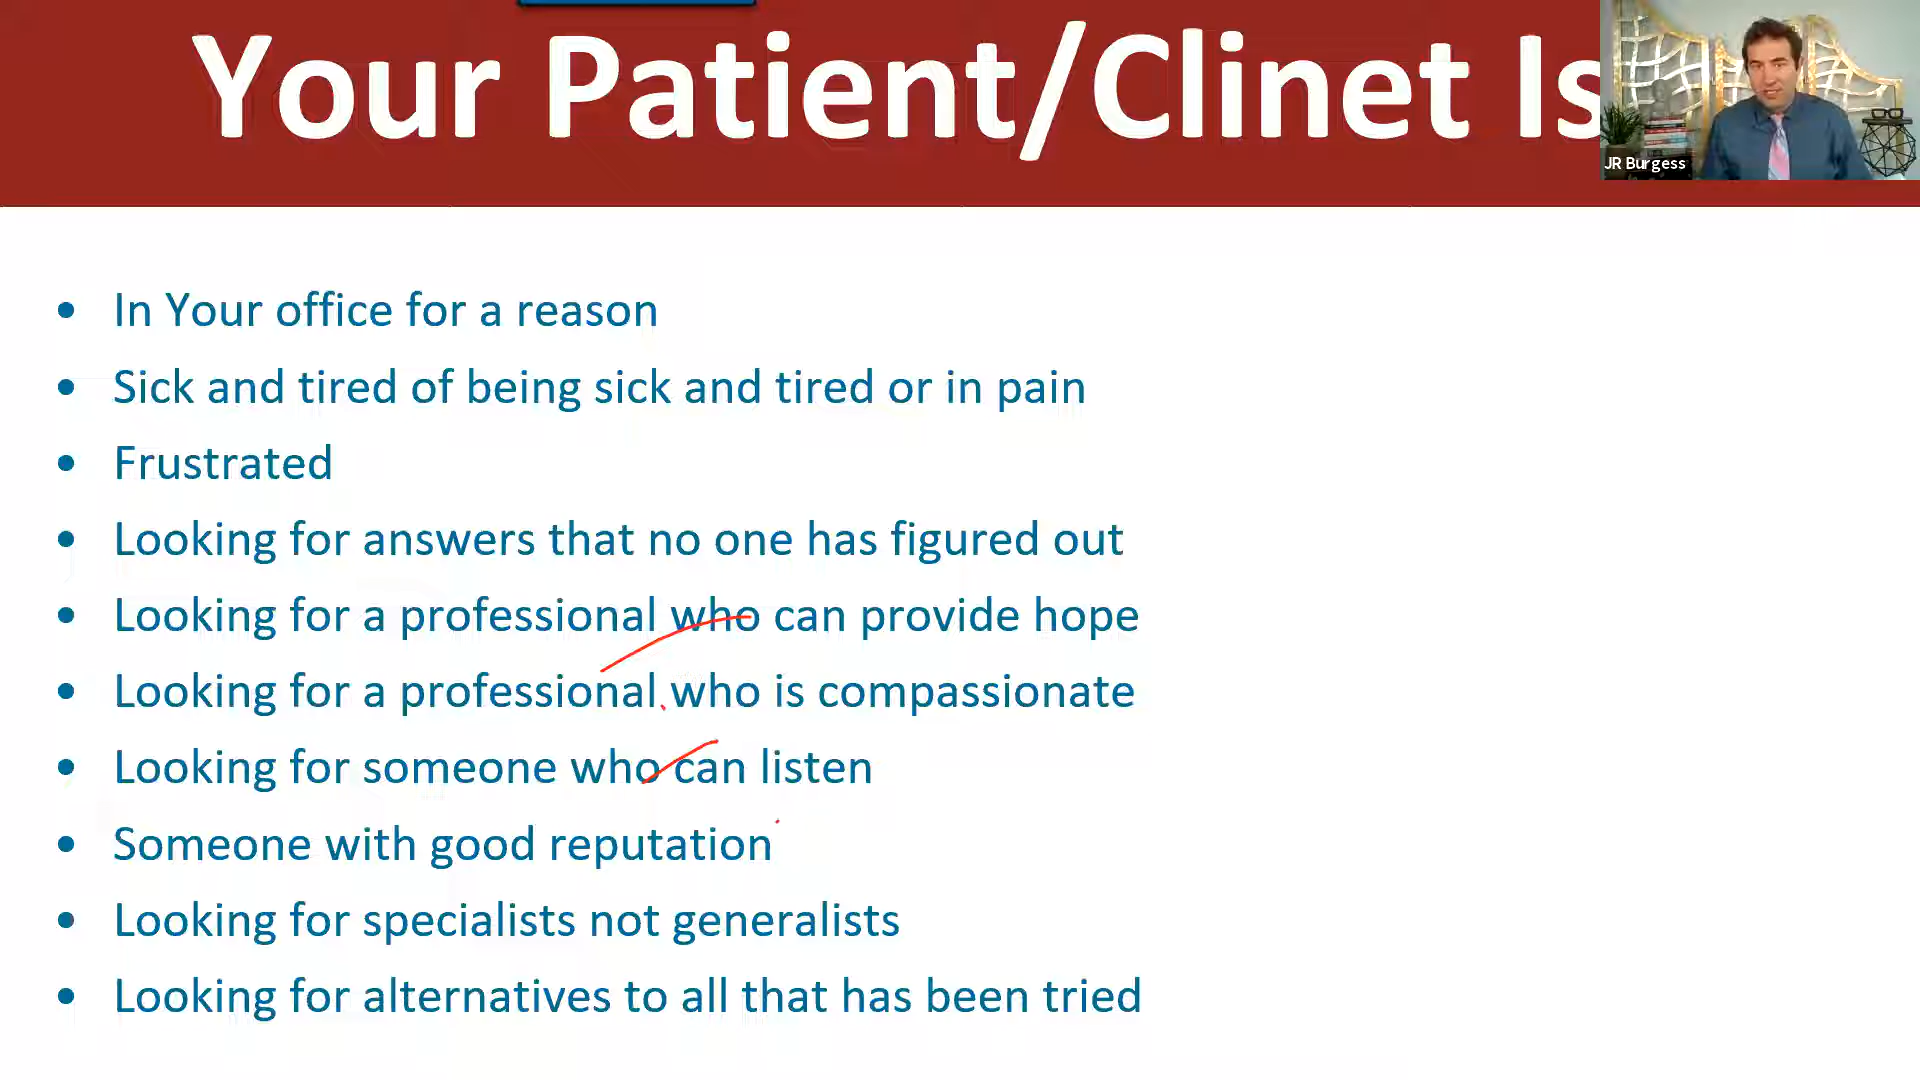 Your Patient/Clinet Is
JR Burgess
• In Your office for a reason
• Sick and tired of being sick and tired or in pain
• Frustrated
• Looking for answers that no one has figured out
• Looking for a professional who can provide hope
• Looking for a professional who is compassionate
• Looking for someone who can listen
• Someone with good reputation
• Looking for specialists not generalists
• Looking for alternatives to all that has been tried